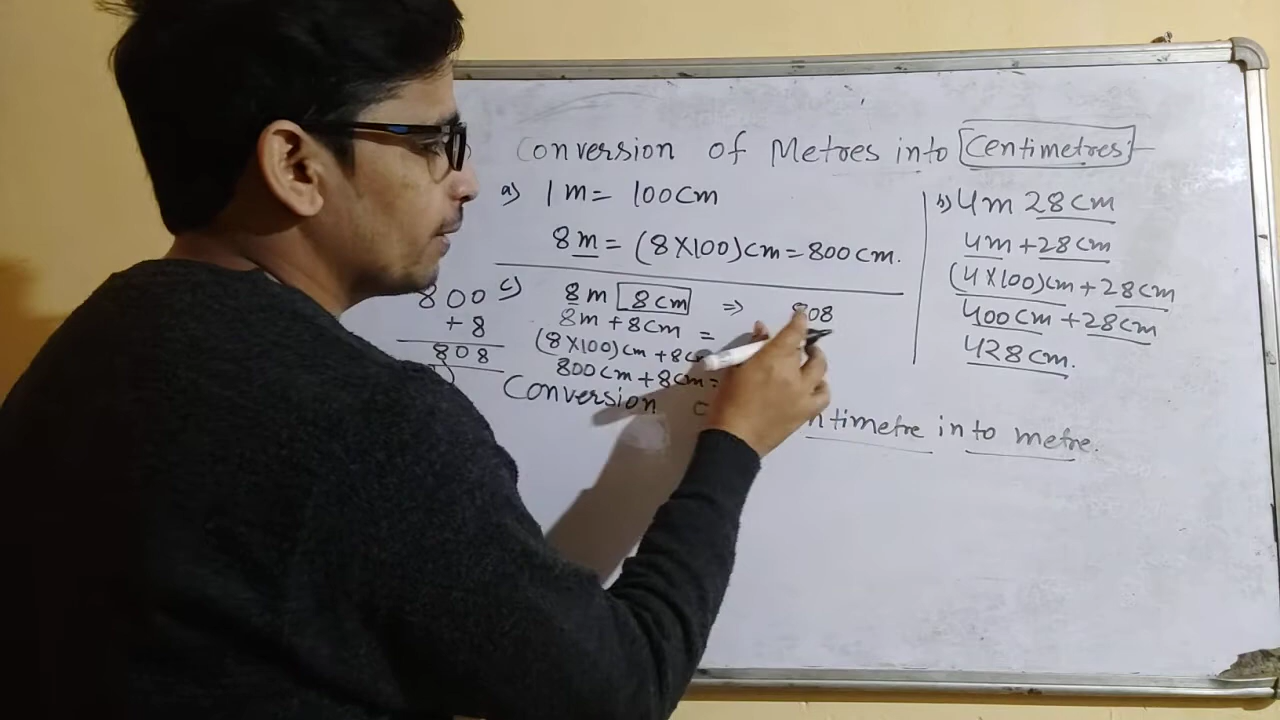 Conversion of Metres into Centimetres:-
a) 1 m = 100 cm
8 m = (8 X 100) cm = 800 cm.
b) 4 m 28 cm
4 m + 28 cm
(4 X 100) cm + 28 cm
400 cm + 28 cm
428 cm.
c) 8 m 8 cm ⇒ 808
8 m + 8 cm =
(8 X 100) cm + 8 c
800 cm + 8 cm =
800
+ 8
808
Conversion ntimetre into metre.